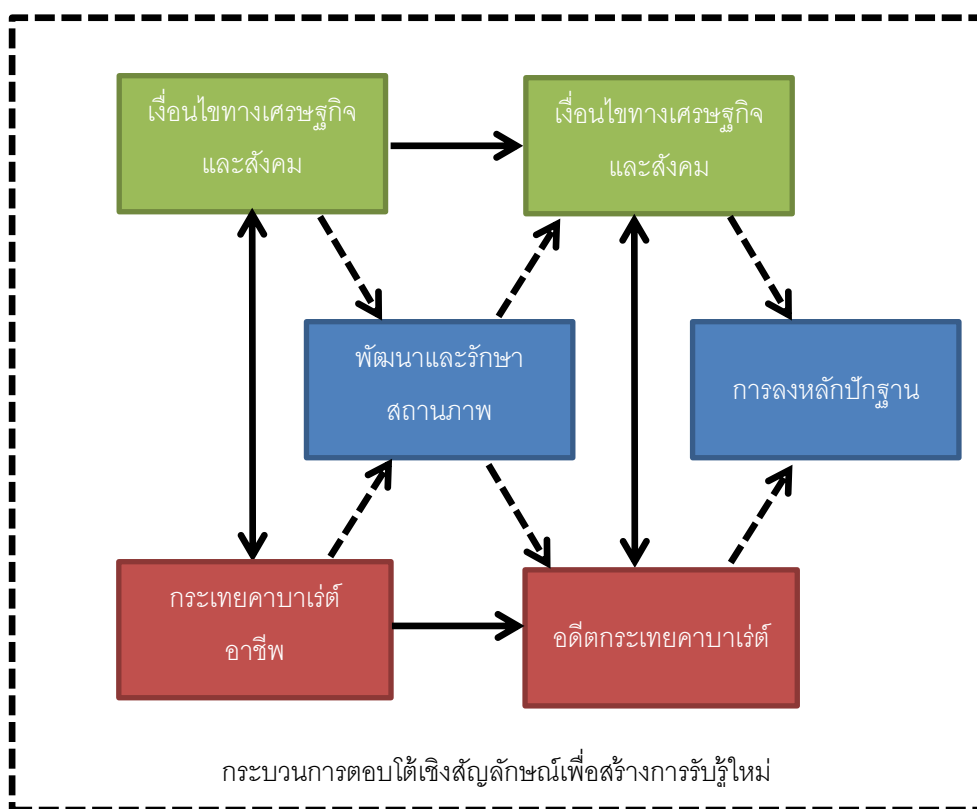 เงื่อนไขทางเศรษฐกิจ
และสังคม
เงื่อนไขทางเศรษฐกิจ
และสังคม
พัฒนาและรักษา
สถานภาพ
การลงหลักปักฐาน
กระเทยคาบาเร่ต์
อาชีพ
อดีตกระเทยคาบาเร่ต์
กระบวนการตอบโต้เชิงสัญลักษณ์เพื่อสร้างการรับรู้ใหม่